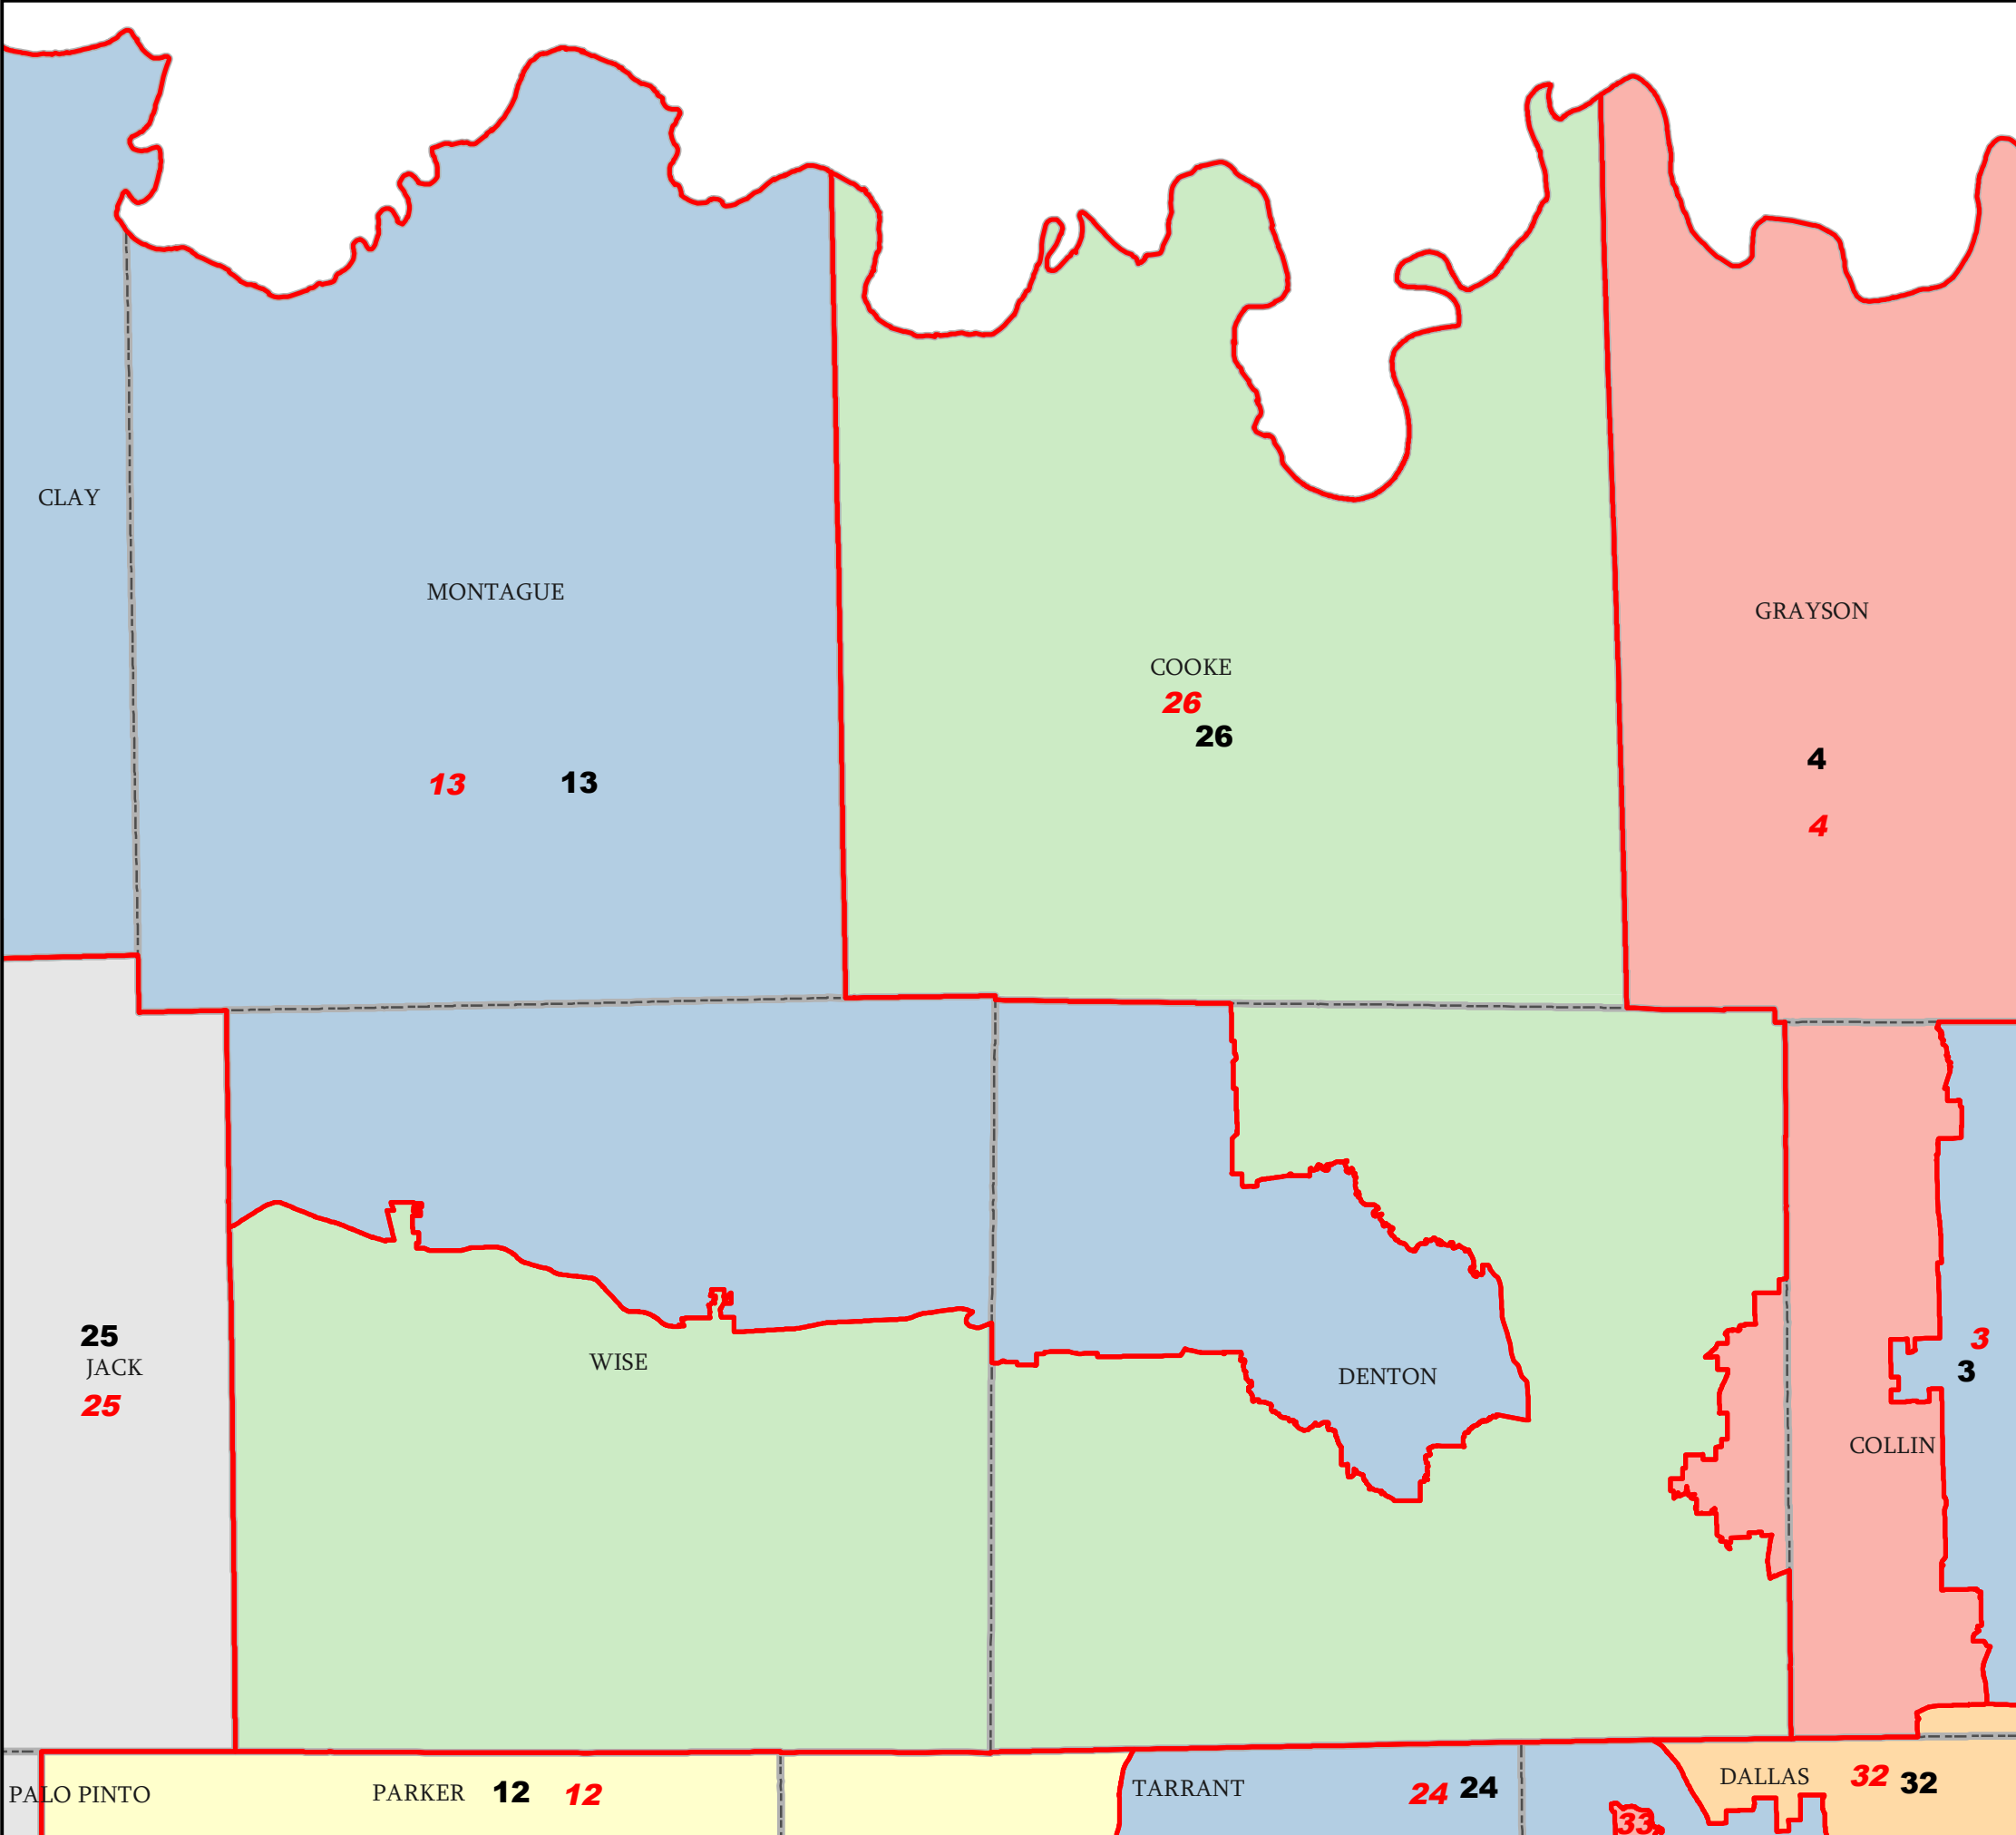 CLAY
MONTAGUE
GRAYSON
COOKE
26
26
4
13
13
4
25
JACK
25
WISE
DENTON
3
3
COLLIN
PALO PINTO
PARKER 12 12
TARRANT
24 24
DALLAS
32 32
33